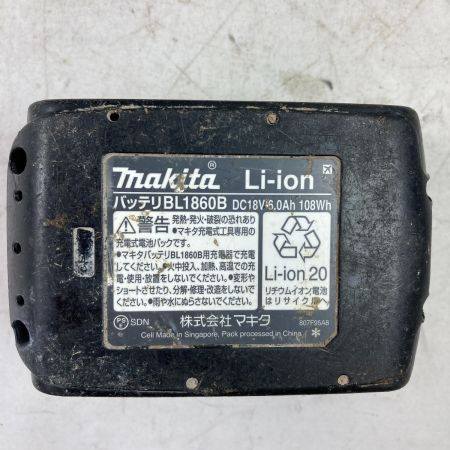 makita® Li-ion
バッテリBL1860B DC18V 6.0Ah 108Wh
警告 発熱・発火・破裂の恐れあり
●マキタ充電式工具専用の
充電式電池パックです。
●マキタバッテリBL1860B用充電器で充電
してください。●火中投入、加熱、高温での充
電・使用・放置をしないでください。●変形や
ショートさせたり、分解・修理・改造をしないで
ください。●雨や水にぬらさないでください。
Li-ion 20
リチウムイオン電池
はリサイクルへ
PS E SDN 株式会社 マキタ 807F95A8
Cell Made in Singapore, Pack processed in China